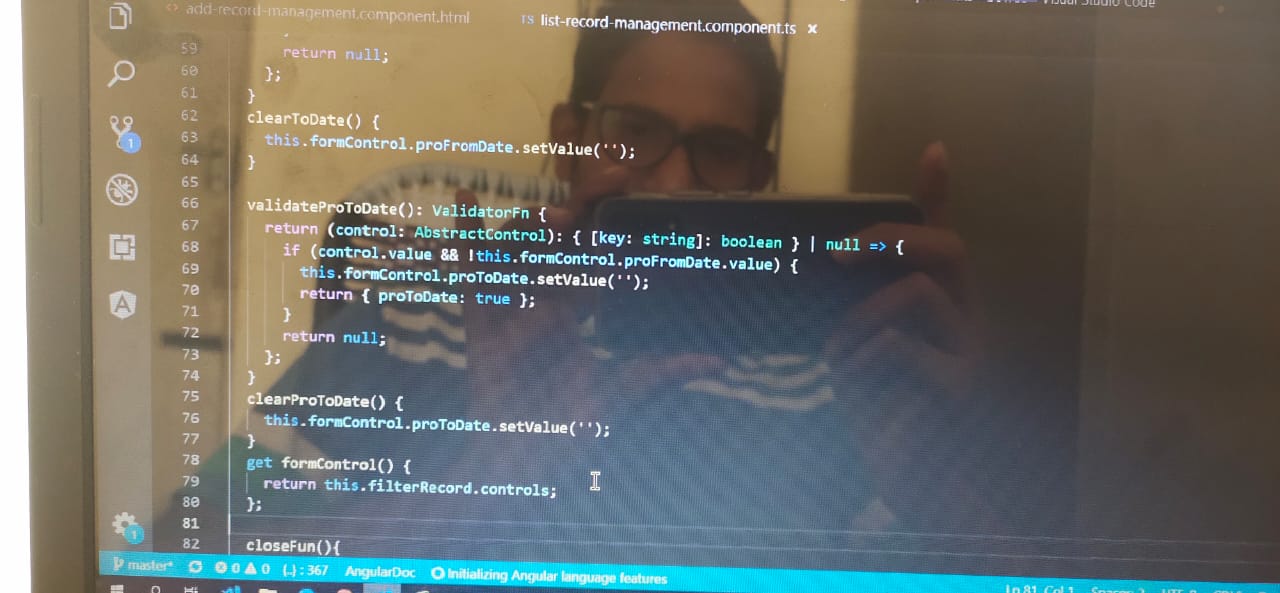 add-record-management.component.html
TS list-record-management.component.ts ×
Visual Studio Code
59
60 return null;
61 };
62 }
63 clearToDate() {
64 this.formControl.proFromDate.setValue('');
65 }
66 validateProToDate(): ValidatorFn {
67 return (control: AbstractControl): { [key: string]: boolean } | null => {
68 if (control.value && !this.formControl.proFromDate.value) {
69 this.formControl.proToDate.setValue('');
70 return { proToDate: true };
71 }
72 return null;
73 };
74 }
75 clearProToDate() {
76 this.formControl.proToDate.setValue('');
77 }
78 get formControl() {
79 return this.filterRecord.controls;
80 };
81
82 closeFun(){
1
1
master* 0 0 {..} : 367 AngularDoc Initializing Angular language features
Ln 81, Col 1